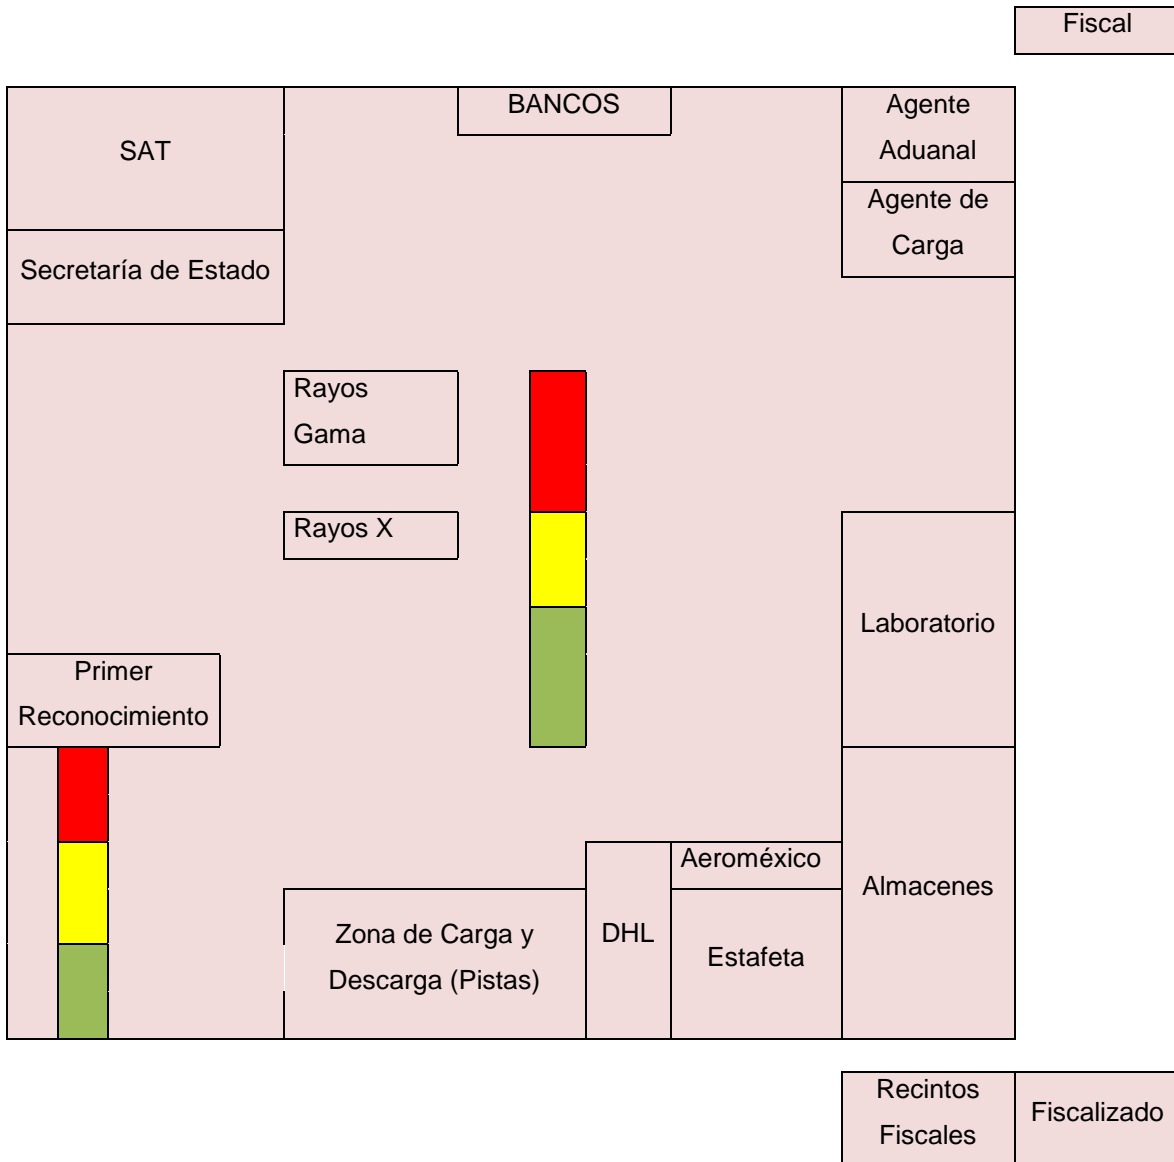 Fiscal
BANCOS
Agente
Aduanal
SAT
Agente de
Carga
Secretaría de Estado
Rayos
Gama
Rayos X
Laboratorio
Primer
Reconocimiento
Aeroméxico
Almacenes
Zona de Carga y
Descarga (Pistas)
DHL
Estafeta
Recintos
Fiscales
Fiscalizado